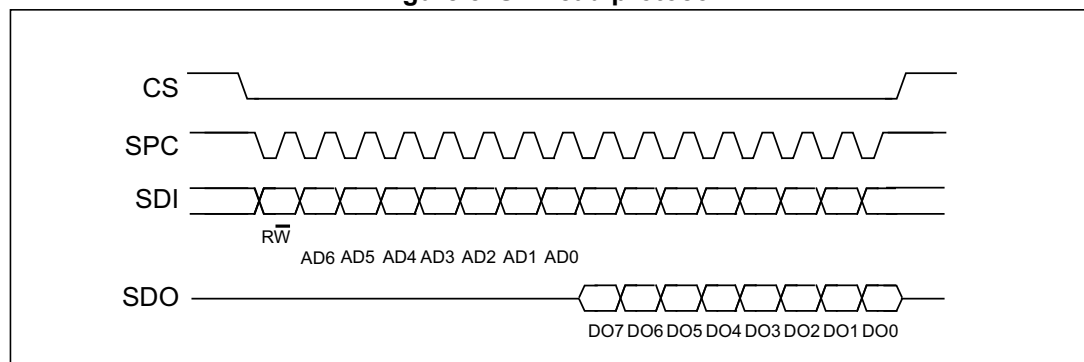 CS
SPC
SDI
RW̅
AD6 AD5 AD4 AD3 AD2 AD1 AD0
SDO
DO7 DO6 DO5 DO4 DO3 DO2 DO1 DO0